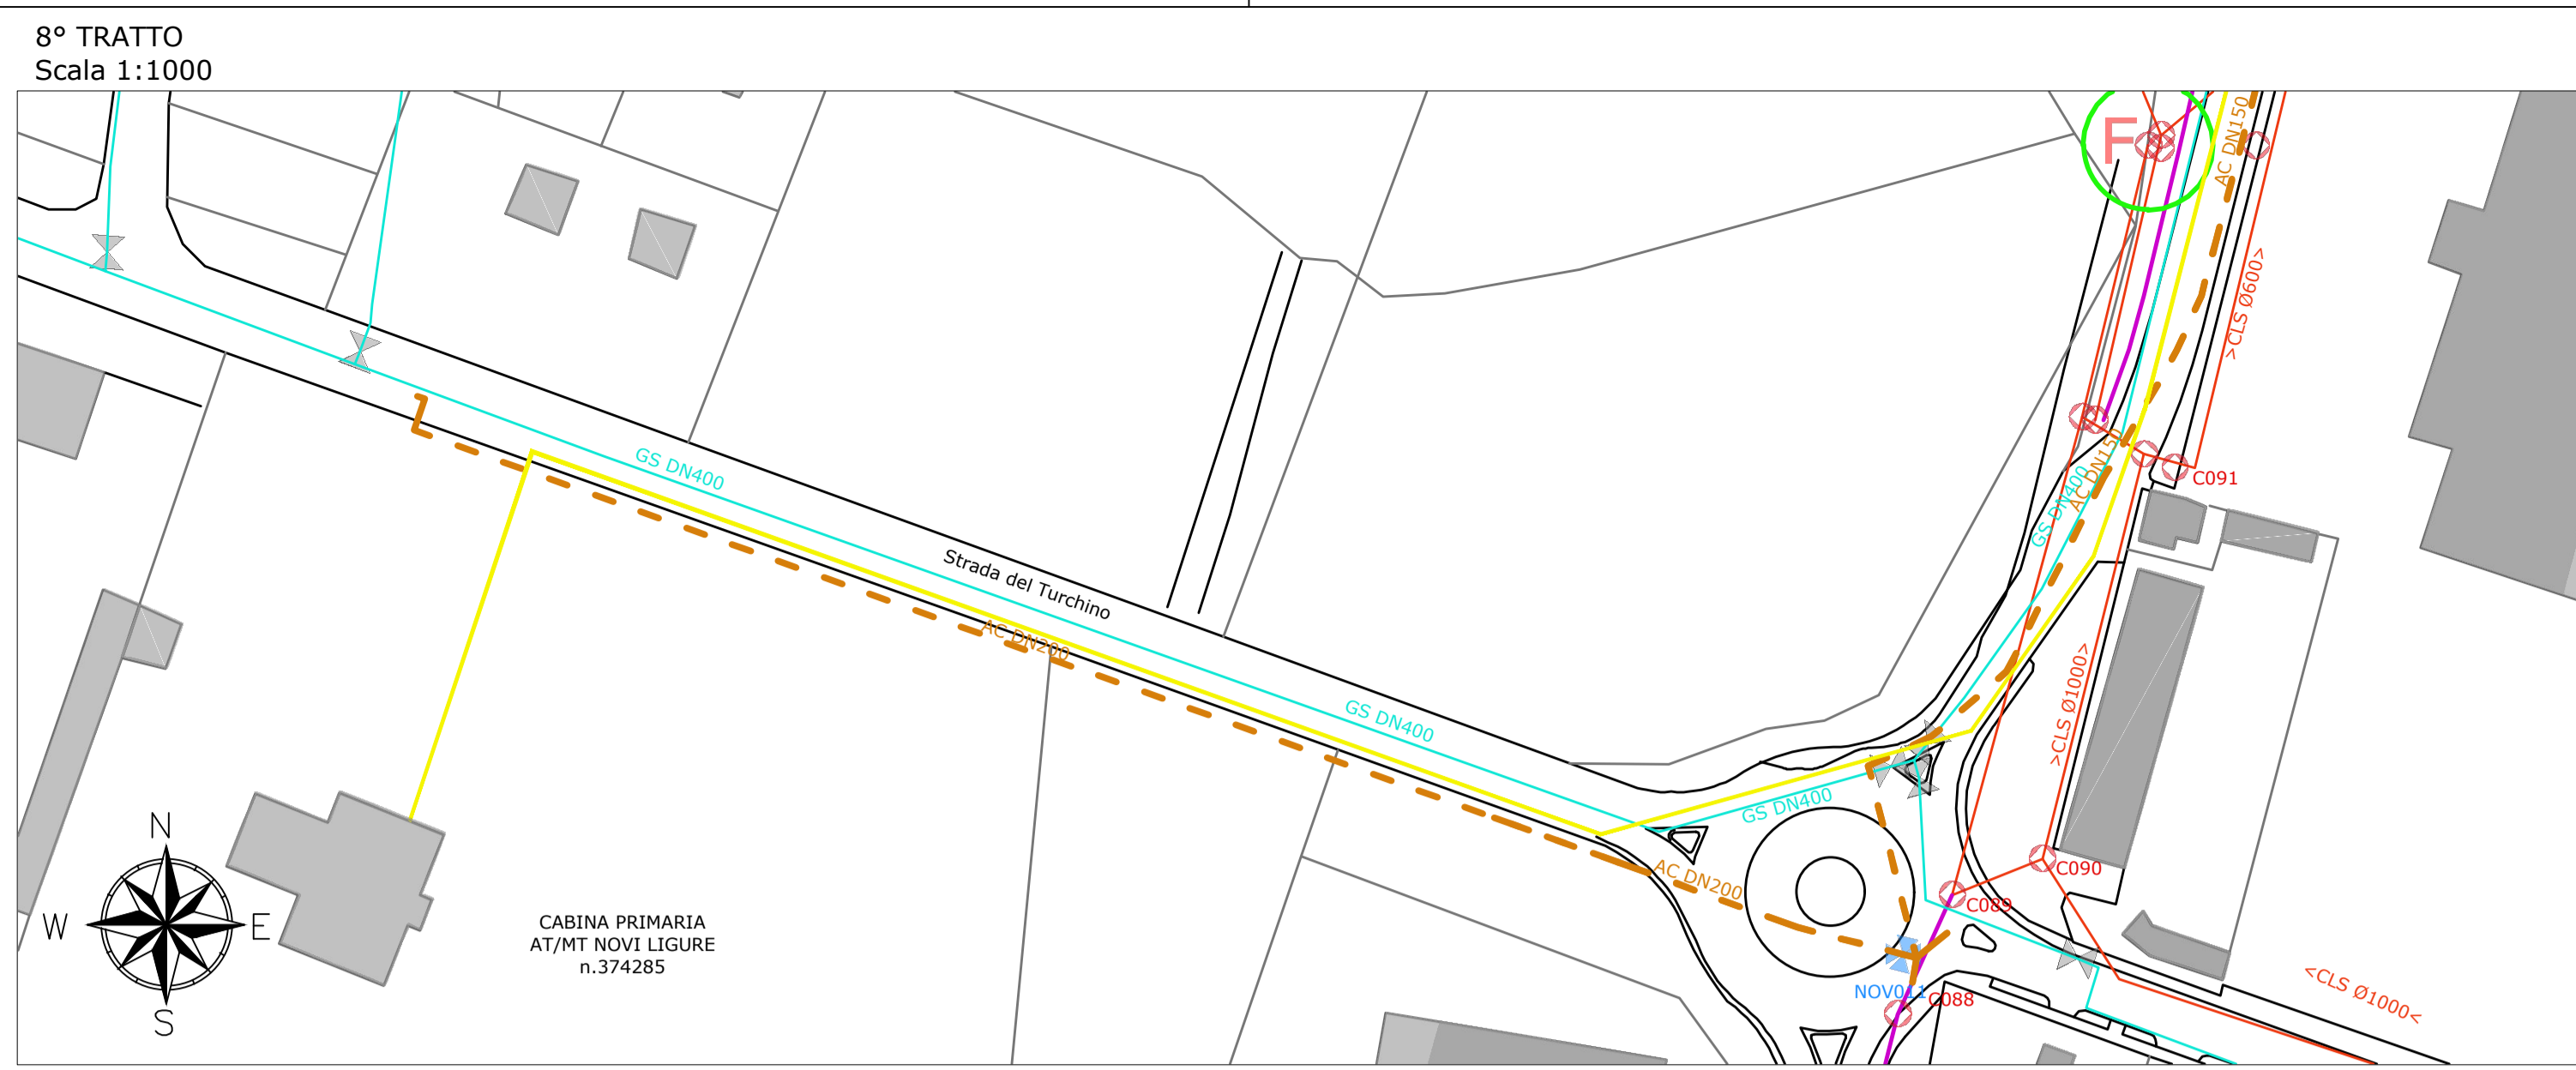 8° TRATTO
Scala 1:1000
F
AC DN150
>CLS Ø600>
GS DN400
AC DN150
GS DN400
C091
Strada del Turchino
AC DN200
GS DN400
>CLS Ø1000>
GS DN400
AC DN200
C090
C089
N
W
E
S
CABINA PRIMARIA
AT/MT NOVI LIGURE
n.374285
NOV011
C088
<CLS Ø1000<